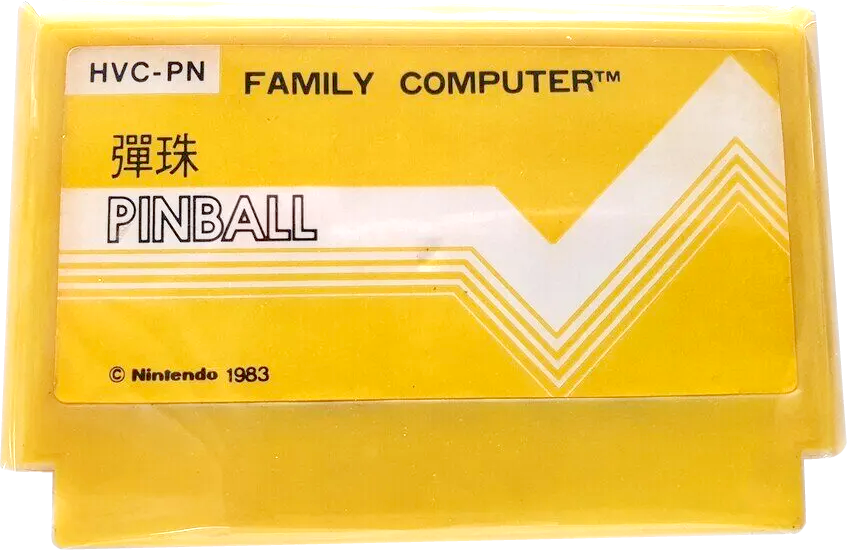 HVC-PN
FAMILY COMPUTER™
彈珠
PINBALL
© Nintendo 1983